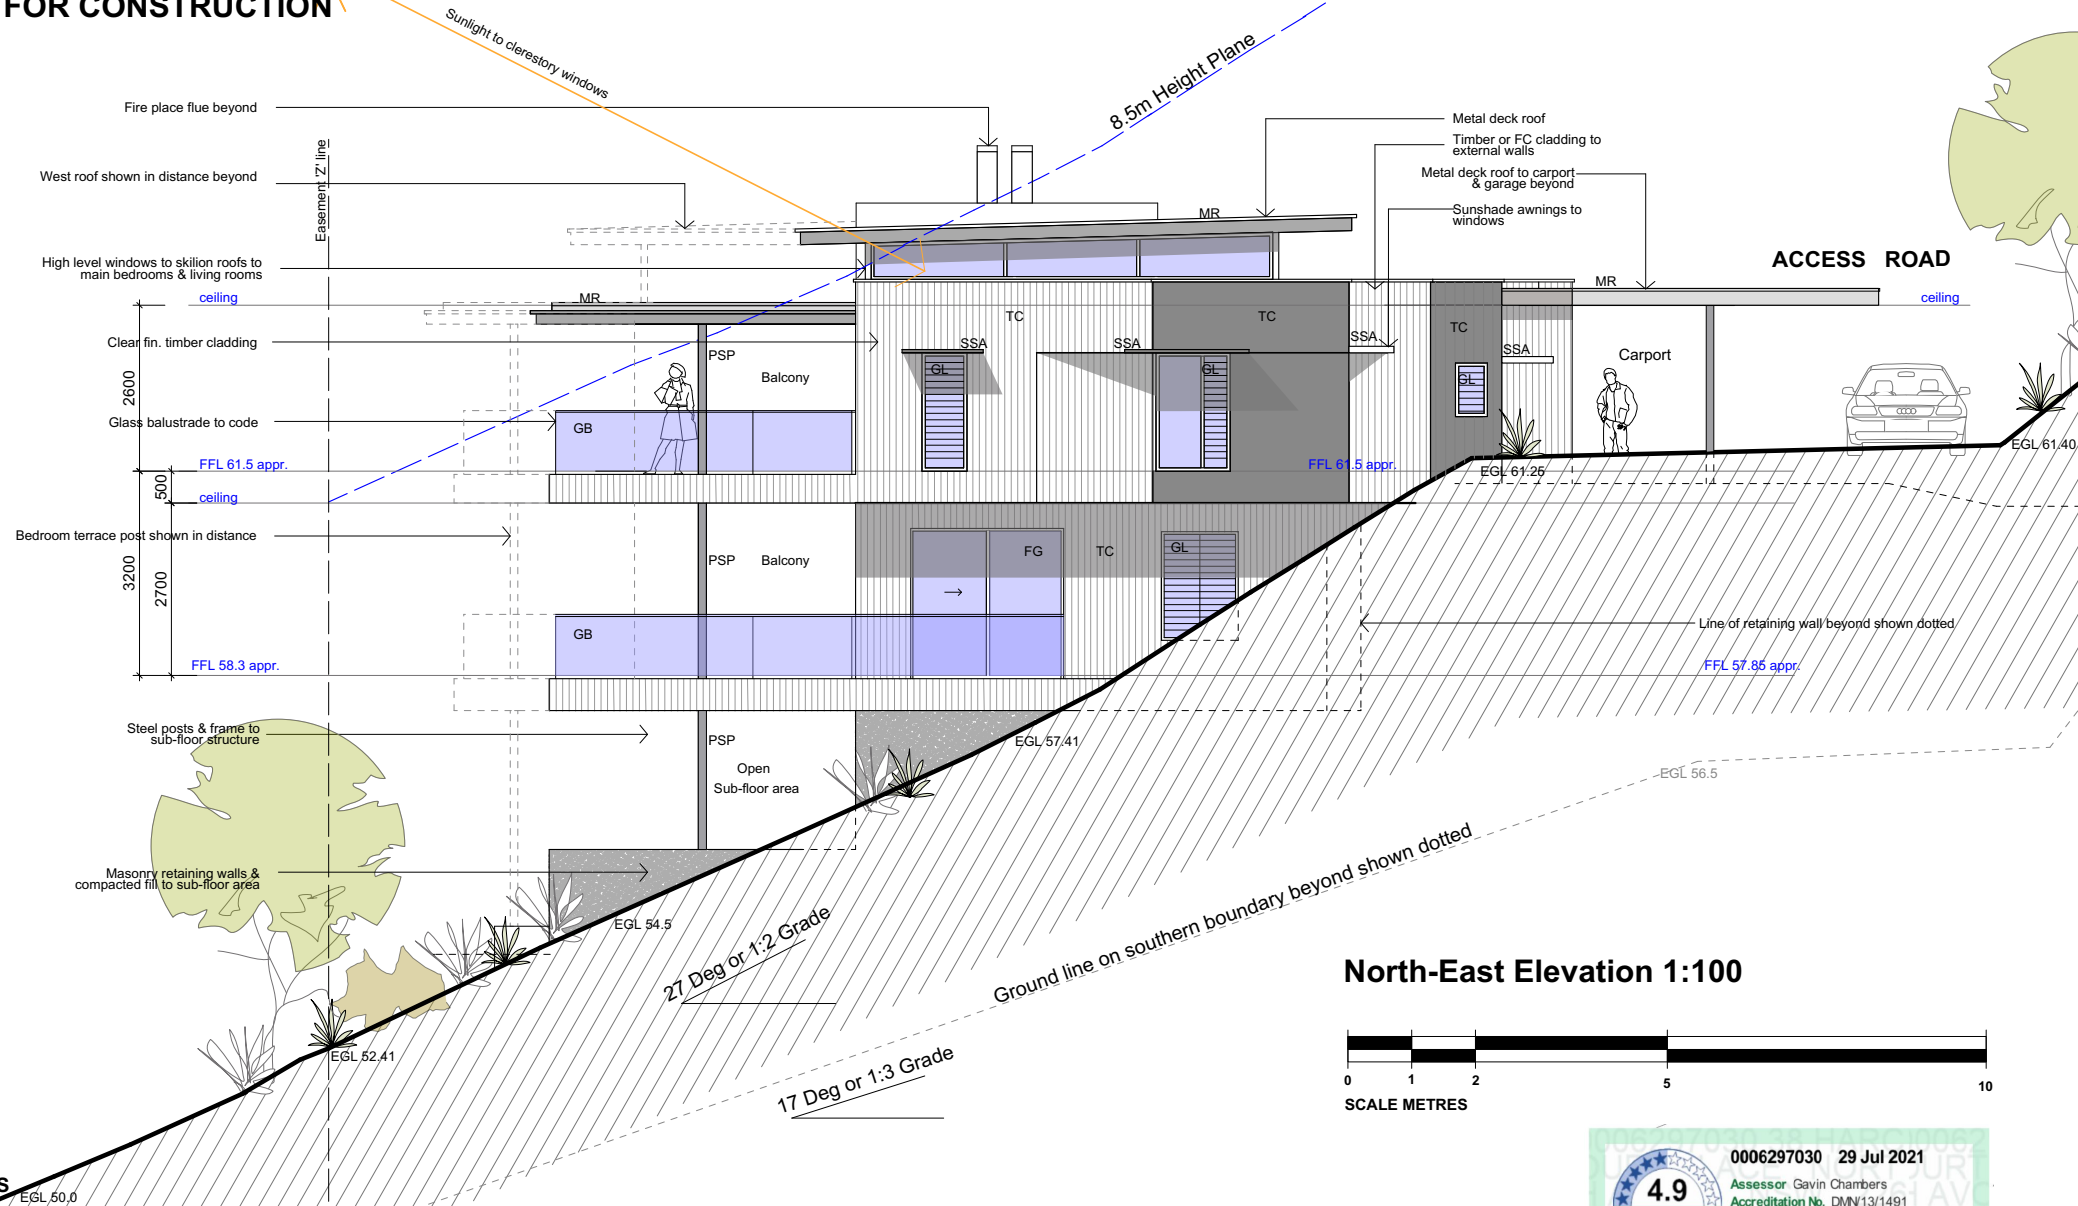 FOR CONSTRUCTION
Sunlight to clerestory windows
8.5m Height Plane
Fire place flue beyond
Easement 'Z' line
West roof shown in distance beyond
High level windows to skilion roofs to
main bedrooms & living rooms
ceiling
Clear fin. timber cladding
2600
Glass balustrade to code
FFL 61.5 appr.
500
ceiling
Bedroom terrace post shown in distance
3200
2700
FFL 58.3 appr.
Steel posts & frame to
sub-floor structure
Masonry retaining walls &
compacted fill to sub-floor area
Metal deck roof
Timber or FC cladding to
external walls
Metal deck roof to carport
& garage beyond
Sunshade awnings to
windows
ACCESS ROAD
MR
MR
MR
ceiling
TC
TC
TC
SSA
SSA
SSA
SSA
PSP
Balcony
GL
GL
GL
Carport
GB
FFL 61.5 appr.
EGL 61.25
EGL 61.40
PSP
Balcony
FG
TC
GL
GB
Line of retaining wall beyond shown dotted
FFL 57.85 appr.
PSP
Open
Sub-floor area
EGL 57.41
EGL 56.5
EGL 54.5
27 Deg or 1:2 Grade
Ground line on southern boundary beyond shown dotted
17 Deg or 1:3 Grade
EGL 52.41
S
EGL 50.0
North-East Elevation 1:100
0 1 2 5 10
SCALE METRES
0006297030 29 Jul 2021
4.9
Assessor Gavin Chambers
Accreditation No. DMN/13/1491